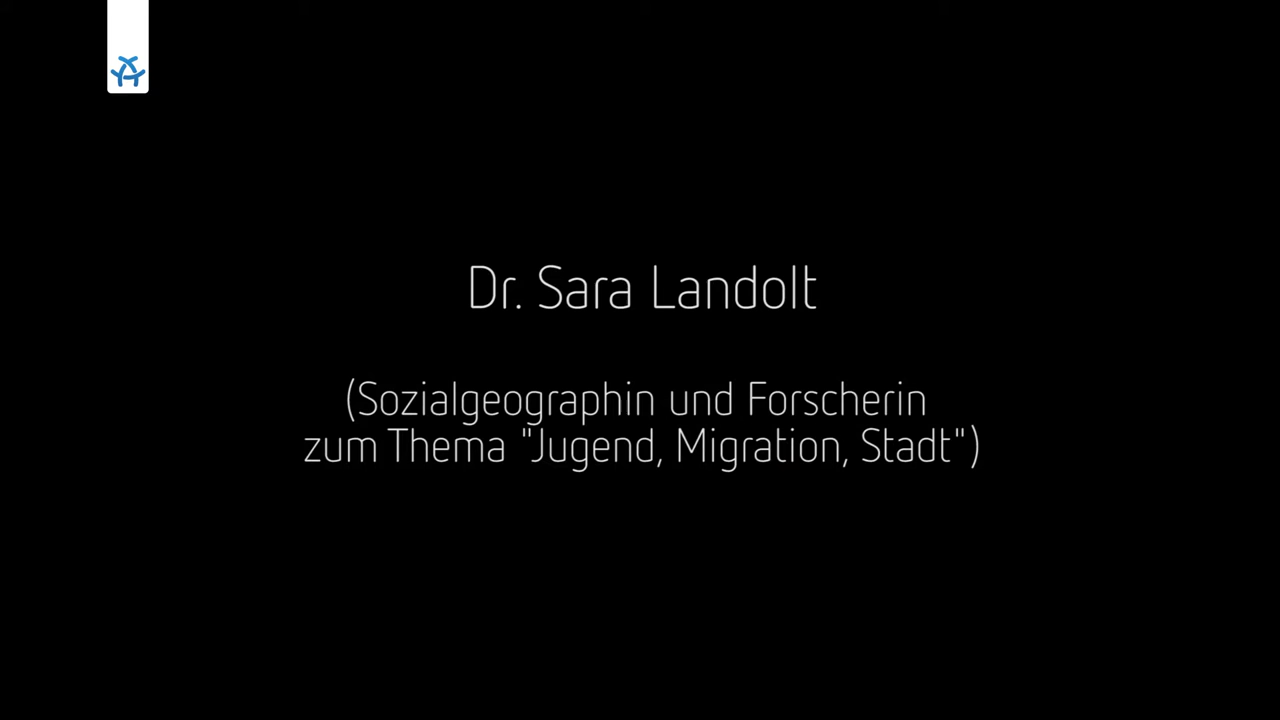 Dr. Sara Landolt
(Sozialgeographin und Forscherin
zum Thema "Jugend, Migration, Stadt")